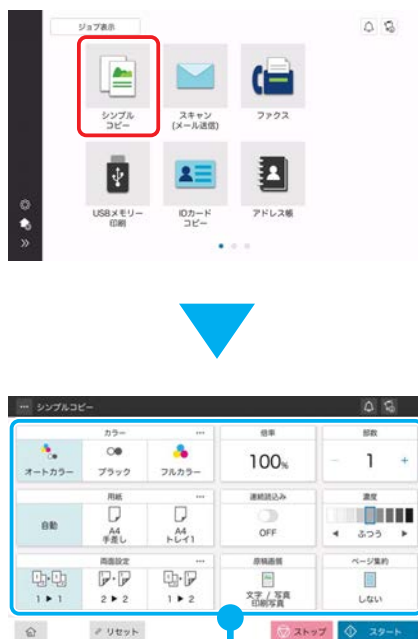 ジョブ表示
シンプル
コピー
スキャン
(メール送信)
ファクス
USBメモリー
印刷
IDカード
コピー
アドレス帳
シンプルコピー
カラー
オートカラー
ブラック
フルカラー
倍率
100%
部数
- 1 +
用紙
自動
A4
手差し
A4
トレイ1
連続読込み
OFF
濃度
ふつう
両面設定
1 ▶ 1
2 ▶ 2
1 ▶ 2
原稿画質
文字 / 写真
印刷写真
ページ集約
しない
リセット
ストップ
スタート